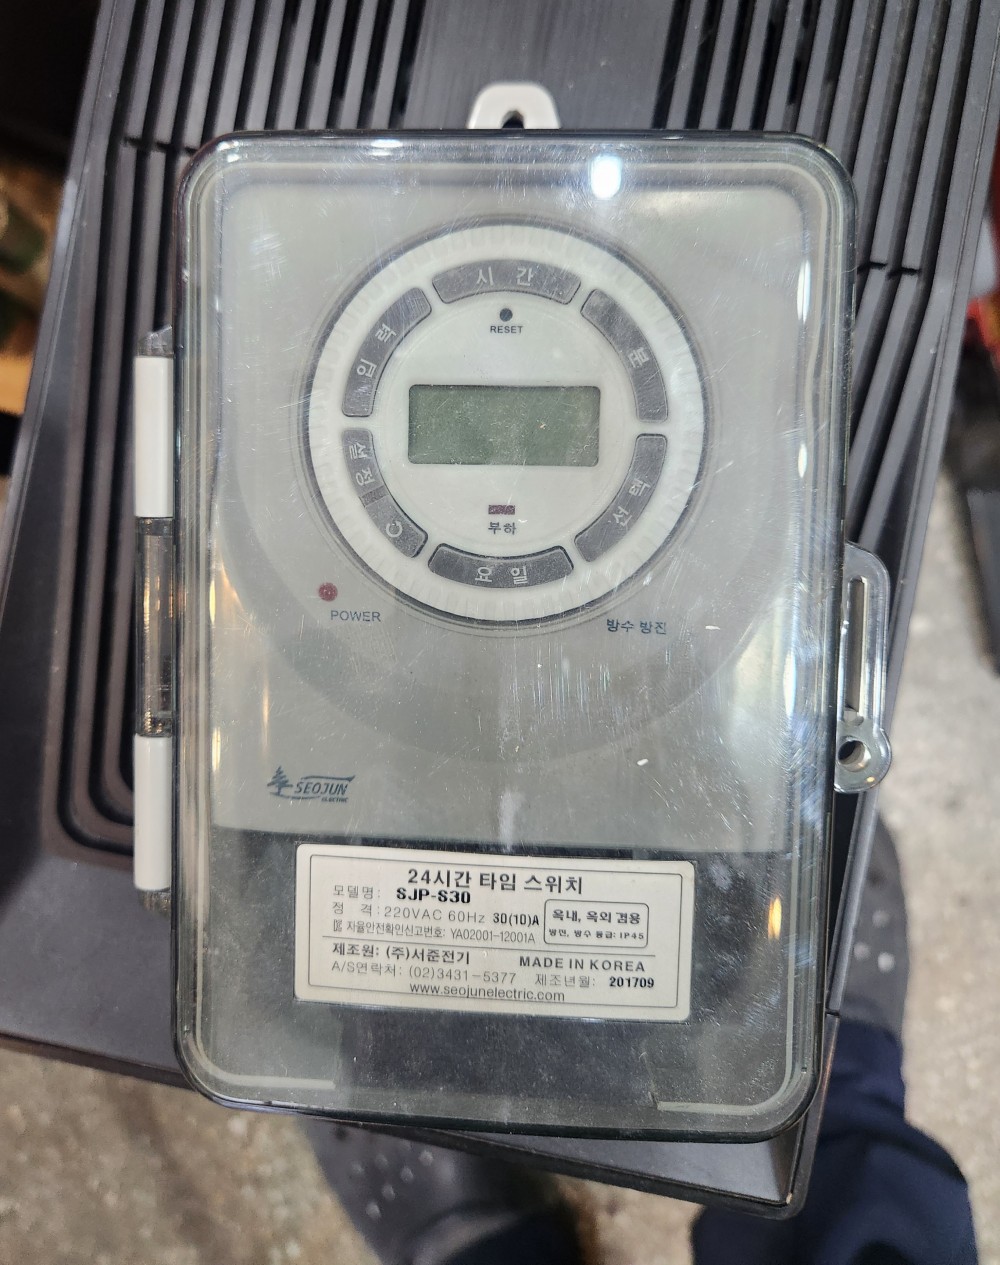 시간
RESET
입력
분
설정
선택
부하
요일
POWER
방수 방진
SEOJUN
ELECTRIC
24시간 타임 스위치
모델명: SJP-S30
정 격: 220VAC 60Hz 30(10)A
옥내, 옥외 겸용
자율안전확인신고번호: YA02001-12001A
방진, 방수 등급: IP45
제조원: (주)서준전기 MADE IN KOREA
A/S연락처: (02)3431-5377 제조년월: 201709
www.seojunelectric.com